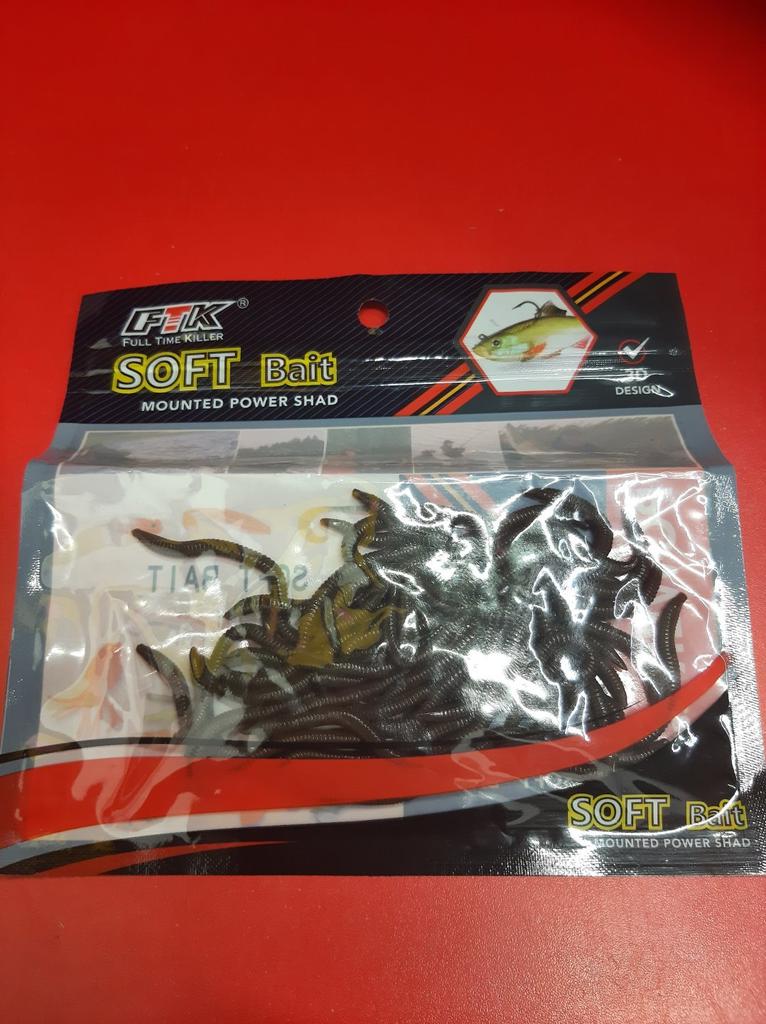 FTK®
FULL TIME KILLER
SOFT Bait
MOUNTED POWER SHAD
3D
DESIGN
SOFT BAIT
SOFT Bait
MOUNTED POWER SHAD